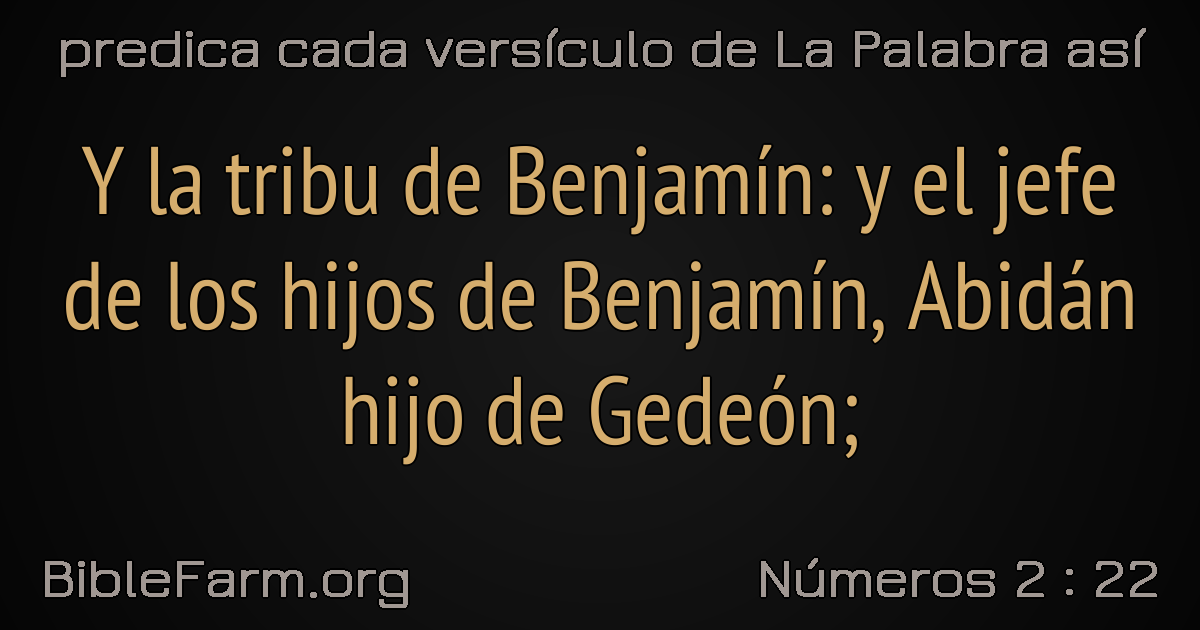 predica cada versículo de La Palabra así
Y la tribu de Benjamín: y el jefe
de los hijos de Benjamín, Abidán
hijo de Gedeón;
BibleFarm.org
Números 2 : 22